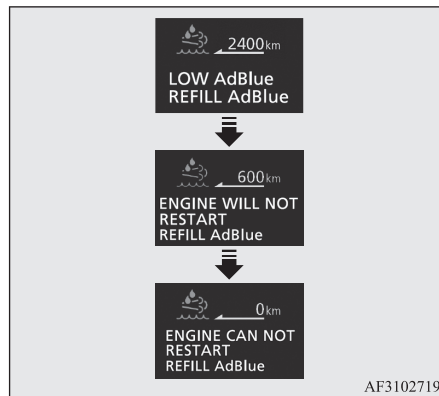 2400km
LOW AdBlue
REFILL AdBlue
600km
ENGINE WILL NOT
RESTART
REFILL AdBlue
0km
ENGINE CAN NOT
RESTART
REFILL AdBlue
AF3102719